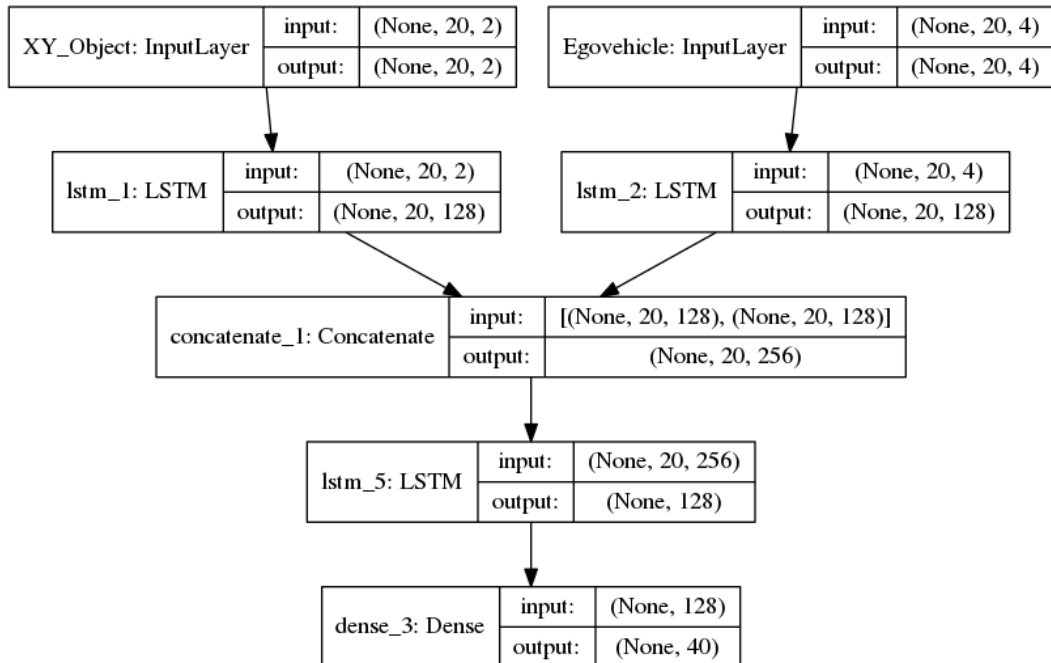 XY_Object: InputLayer
input: (None, 20, 2)
output: (None, 20, 2)
Egovehicle: InputLayer
input: (None, 20, 4)
output: (None, 20, 4)
lstm_1: LSTM
input: (None, 20, 2)
output: (None, 20, 128)
lstm_2: LSTM
input: (None, 20, 4)
output: (None, 20, 128)
concatenate_1: Concatenate
input: [(None, 20, 128), (None, 20, 128)]
output: (None, 20, 256)
lstm_5: LSTM
input: (None, 20, 256)
output: (None, 128)
dense_3: Dense
input: (None, 128)
output: (None, 40)